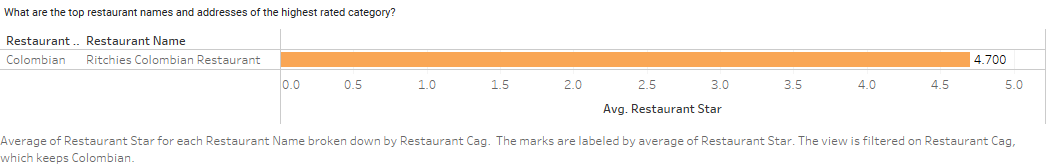 What are the top restaurant names and addresses of the highest rated category?
Restaurant .. Restaurant Name
Colombian Ritchies Colombian Restaurant 4.700
0.0 0.5 1.0 1.5 2.0 2.5 3.0 3.5 4.0 4.5 5.0
Avg. Restaurant Star
Average of Restaurant Star for each Restaurant Name broken down by Restaurant Cag. The marks are labeled by average of Restaurant Star. The view is filtered on Restaurant Cag,
which keeps Colombian.